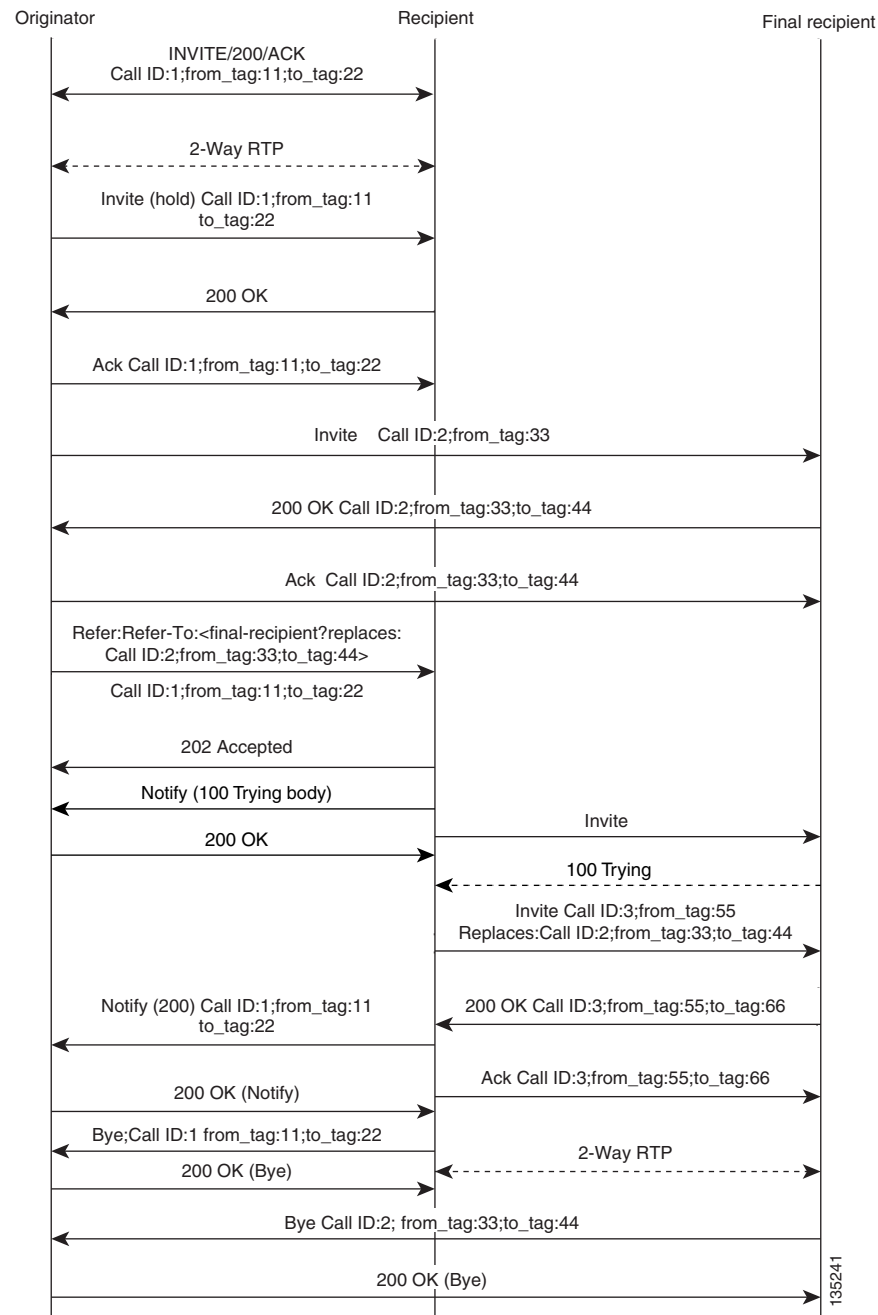 Originator
Recipient
Final recipient
INVITE/200/ACK
Call ID:1;from_tag:11;to_tag:22
2-Way RTP
Invite (hold) Call ID:1;from_tag:11
to_tag:22
200 OK
Ack Call ID:1;from_tag:11;to_tag:22
Invite Call ID:2;from_tag:33
200 OK Call ID:2;from_tag:33;to_tag:44
Ack Call ID:2;from_tag:33;to_tag:44
Refer:Refer-To:<final-recipient?replaces:
Call ID:2;from_tag:33;to_tag:44>
Call ID:1;from_tag:11;to_tag:22
202 Accepted
Notify (100 Trying body)
Invite
200 OK
100 Trying
Invite Call ID:3;from_tag:55
Replaces:Call ID:2;from_tag:33;to_tag:44
Notify (200) Call ID:1;from_tag:11
to_tag:22
200 OK Call ID:3;from_tag:55;to_tag:66
Ack Call ID:3;from_tag:55;to_tag:66
200 OK (Notify)
Bye;Call ID:1 from_tag:11;to_tag:22
2-Way RTP
200 OK (Bye)
Bye Call ID:2; from_tag:33;to_tag:44
200 OK (Bye)
135241